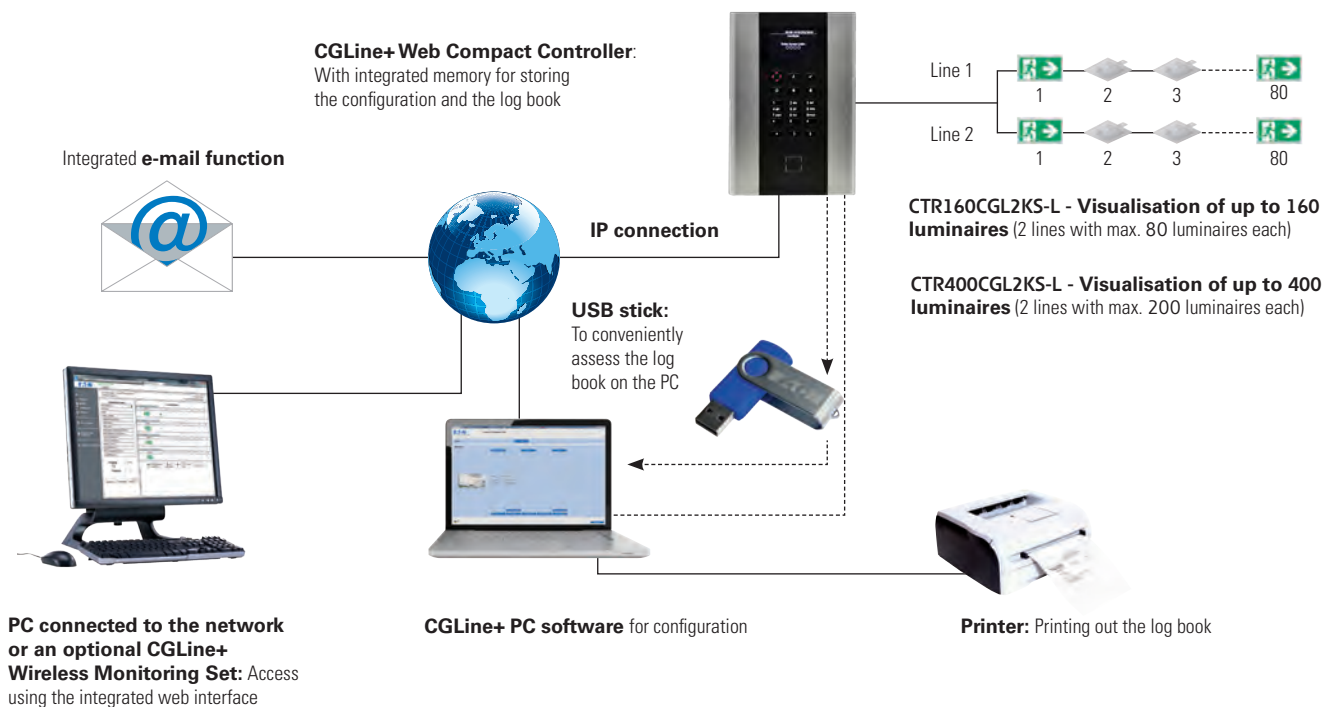 CGLine+ Web Compact Controller:
With integrated memory for storing
the configuration and the log book
Line 1
1
2
3
80
Line 2
1
2
3
80
Integrated e-mail function
@
IP connection
CTR160CGL2KS-L - Visualisation of up to 160
luminaires (2 lines with max. 80 luminaires each)
CTR400CGL2KS-L - Visualisation of up to 400
luminaires (2 lines with max. 200 luminaires each)
USB stick:
To conveniently
assess the log
book on the PC
PC connected to the network
or an optional CGLine+
Wireless Monitoring Set: Access
using the integrated web interface
CGLine+ PC software for configuration
Printer: Printing out the log book